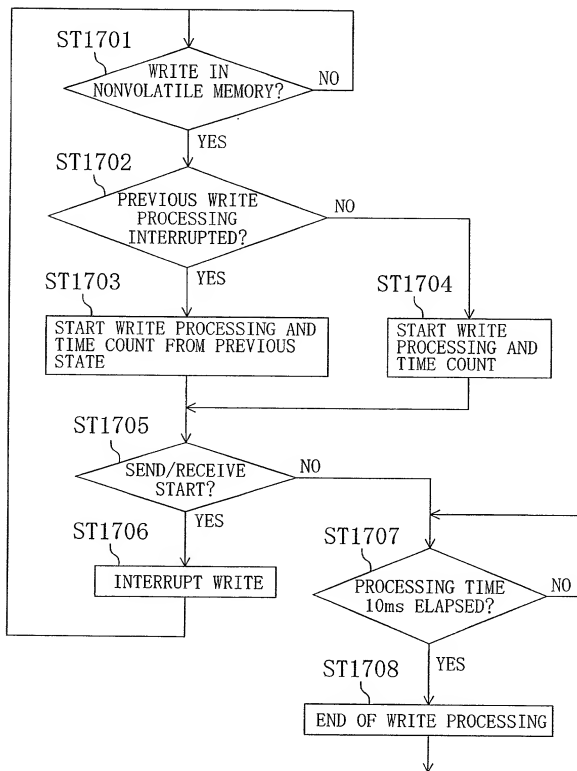 ST1701
WRITE IN
NONVOLATILE MEMORY?
NO
YES
ST1702
PREVIOUS WRITE
PROCESSING
INTERRUPTED?
NO
YES
ST1703
START WRITE PROCESSING AND
TIME COUNT FROM PREVIOUS
STATE
ST1704
START WRITE
PROCESSING AND
TIME COUNT
ST1705
SEND/RECEIVE
START?
NO
YES
ST1706
INTERRUPT WRITE
ST1707
PROCESSING TIME
10ms ELAPSED?
NO
YES
ST1708
END OF WRITE PROCESSING